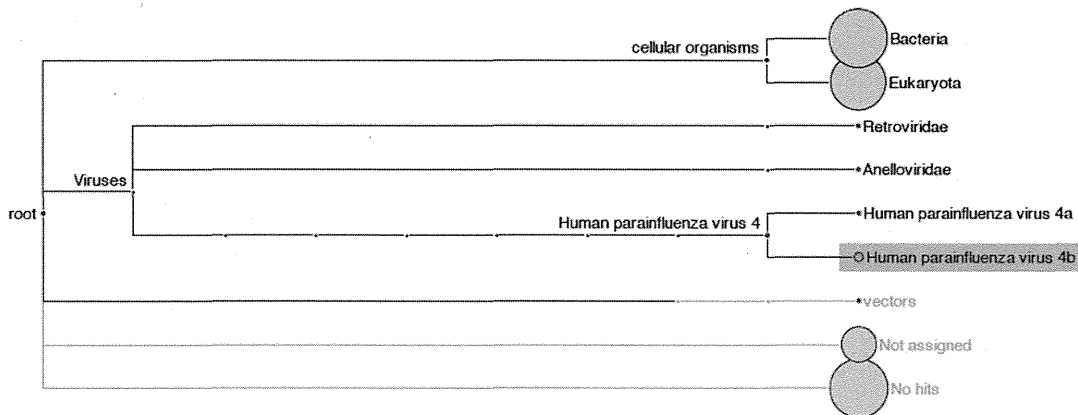 cellular organisms
Bacteria
Eukaryota
Retroviridae
Anelloviridae
Viruses
root
Human parainfluenza virus 4
Human parainfluenza virus 4a
Human parainfluenza virus 4b
vectors
Not assigned
No hits